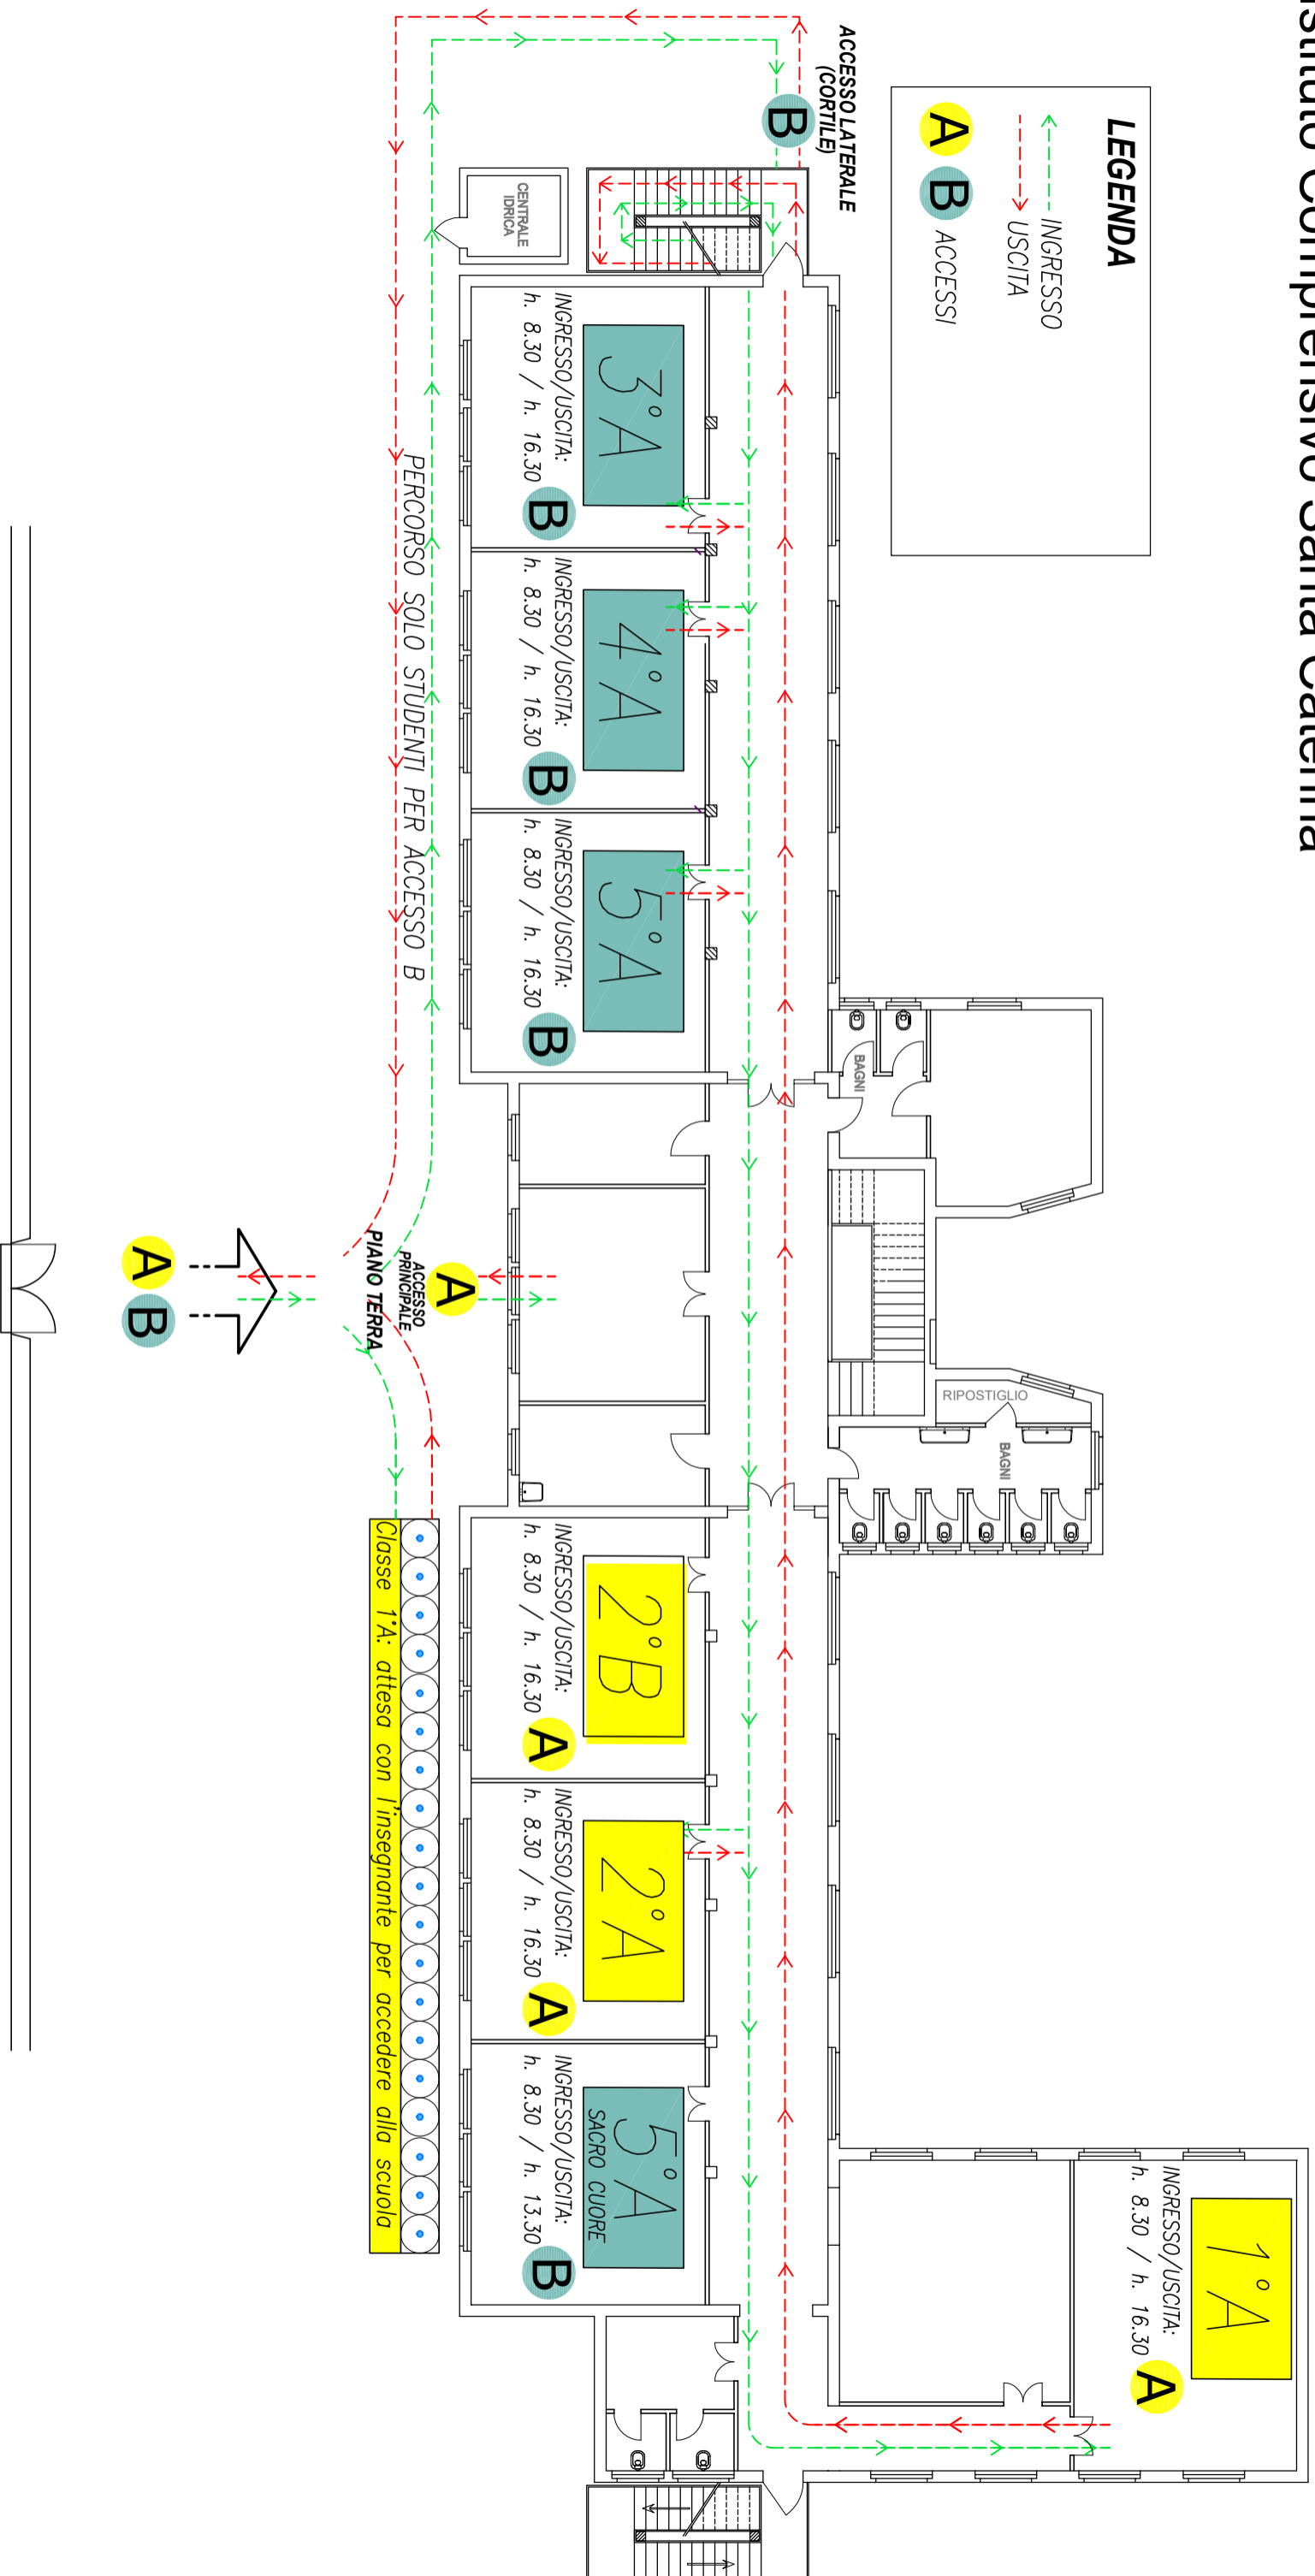 Istituto Comprensivo Santa Caterina
LEGENDA
INGRESSO
USCITA
A B ACCESSI
ACCESSO LATERALE
(CORTILE)
B
CENTRALE
IDRICA
3°A
INGRESSO/USCITA:
h. 8.30 / h. 16.30
B
4°A
INGRESSO/USCITA:
h. 8.30 / h. 16.30
B
5°A
INGRESSO/USCITA:
h. 8.30 / h. 16.30
B
BAGNI
RIPOSTIGLIO
BAGNI
2°B
INGRESSO/USCITA:
h. 8.30 / h. 16.30
A
2°A
INGRESSO/USCITA:
h. 8.30 / h. 16.30
A
5°A
SACRO CUORE
INGRESSO/USCITA:
h. 8.30 / h. 13.30
B
1°A
INGRESSO/USCITA:
h. 8.30 / h. 16.30
A
PERCORSO SOLO STUDENTI PER ACCESSO B
A
ACCESSO
PRINCIPALE
PIANO TERRA
A B
Classe 1°A: attesa con l'insegnante per accedere alla scuola